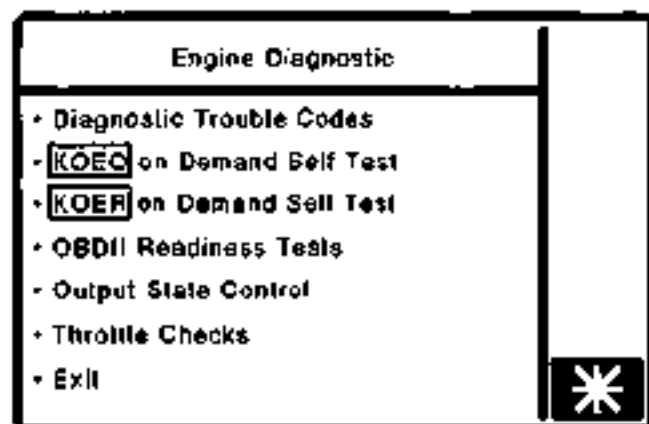 Engine Diagnostic
• Diagnostic Trouble Codes
• KOEO on Demand Self Test
• KOER on Demand Self Test
• OBDII Readiness Tests
• Output State Control
• Throttle Checks
• Exit